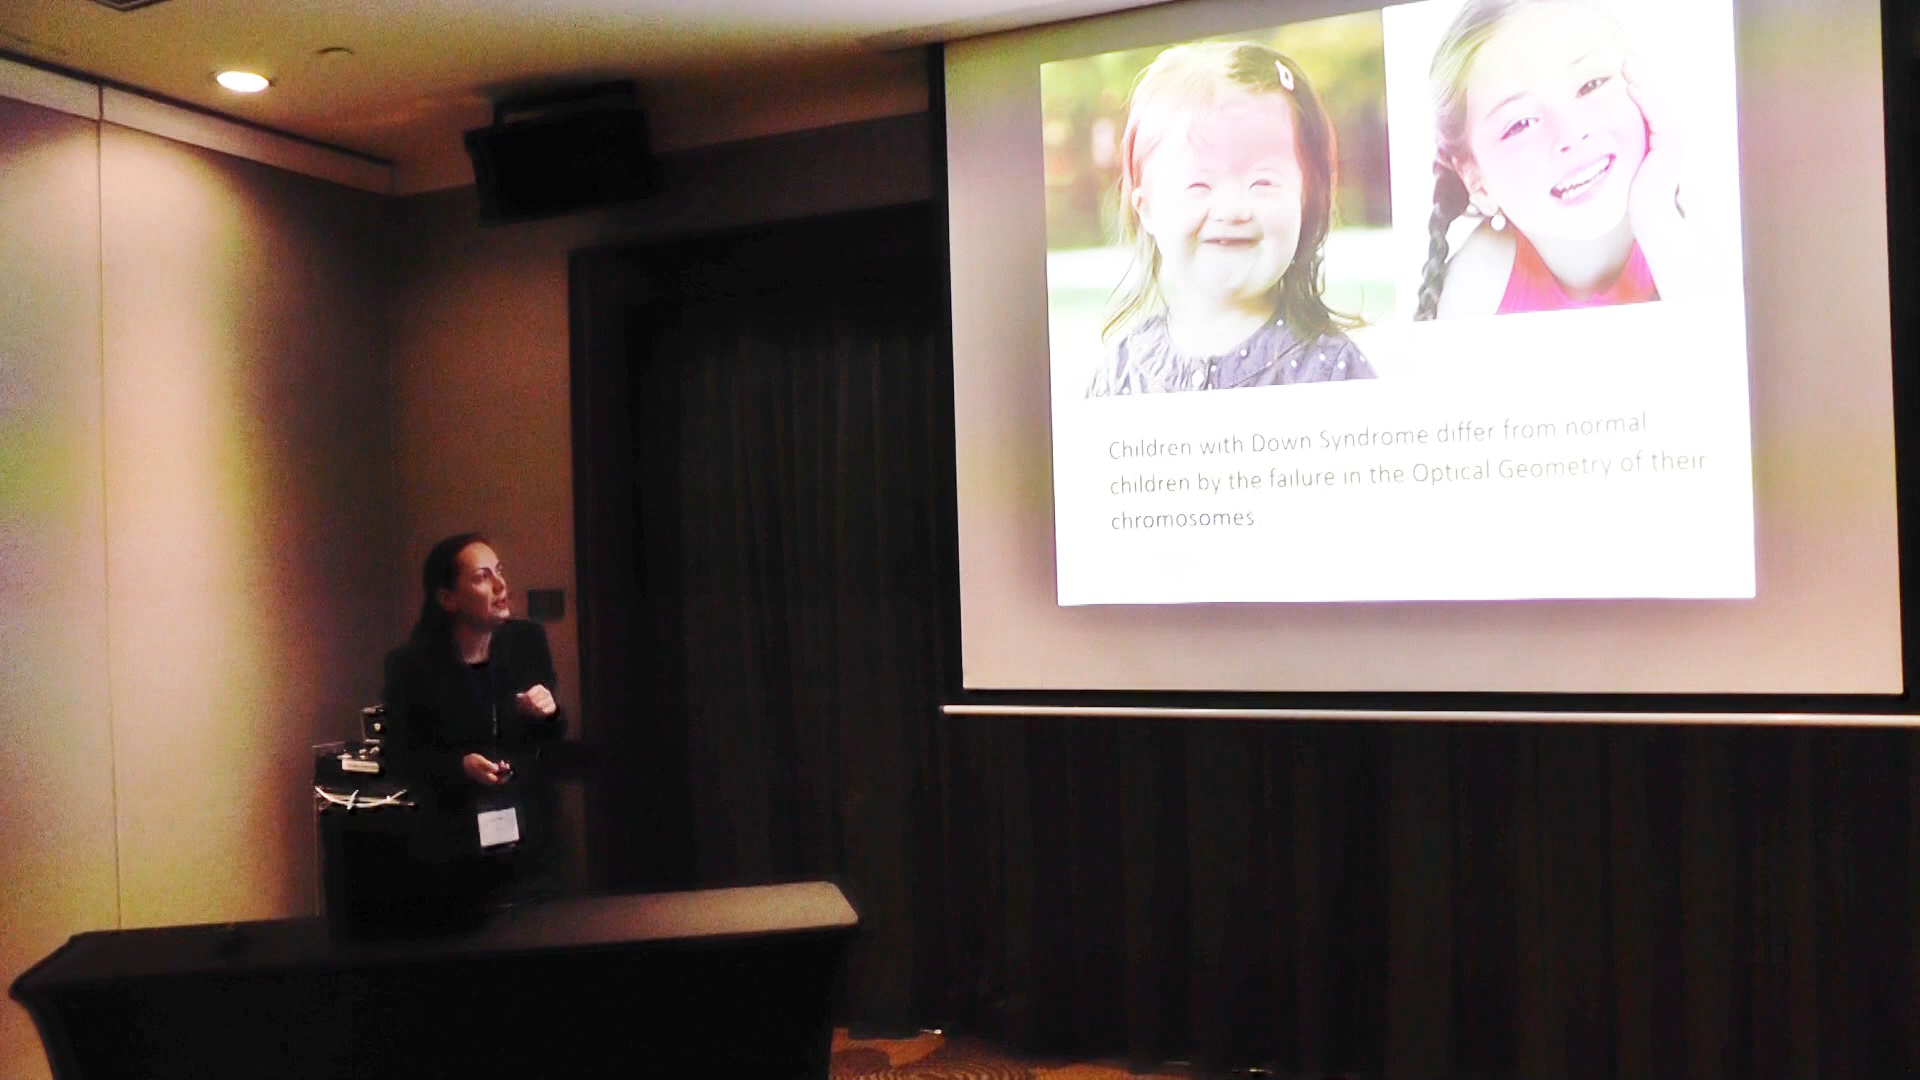 Children with Down Syndrome differ from normal
children by the failure in the Optical Geometry of their
chromosomes.